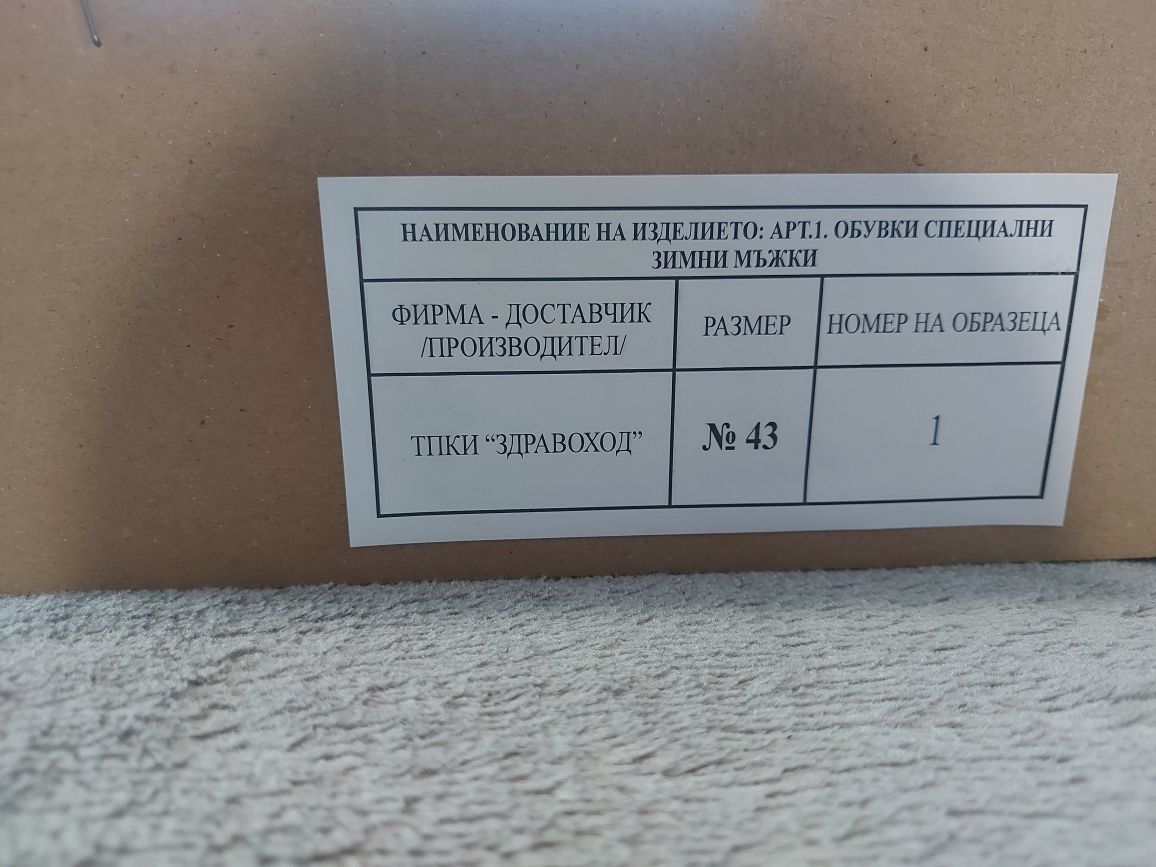 НАИМЕНОВАНИЕ НА ИЗДЕЛИЕТО: АРТ.1. ОБУВКИ СПЕЦИАЛНИ
ЗИМНИ МЪЖКИ
ФИРМА - ДОСТАВЧИК
/ПРОИЗВОДИТЕЛ/
РАЗМЕР
НОМЕР НА ОБРАЗЕЦА
ТПКИ “ЗДРАВОХОД”
№ 43
1